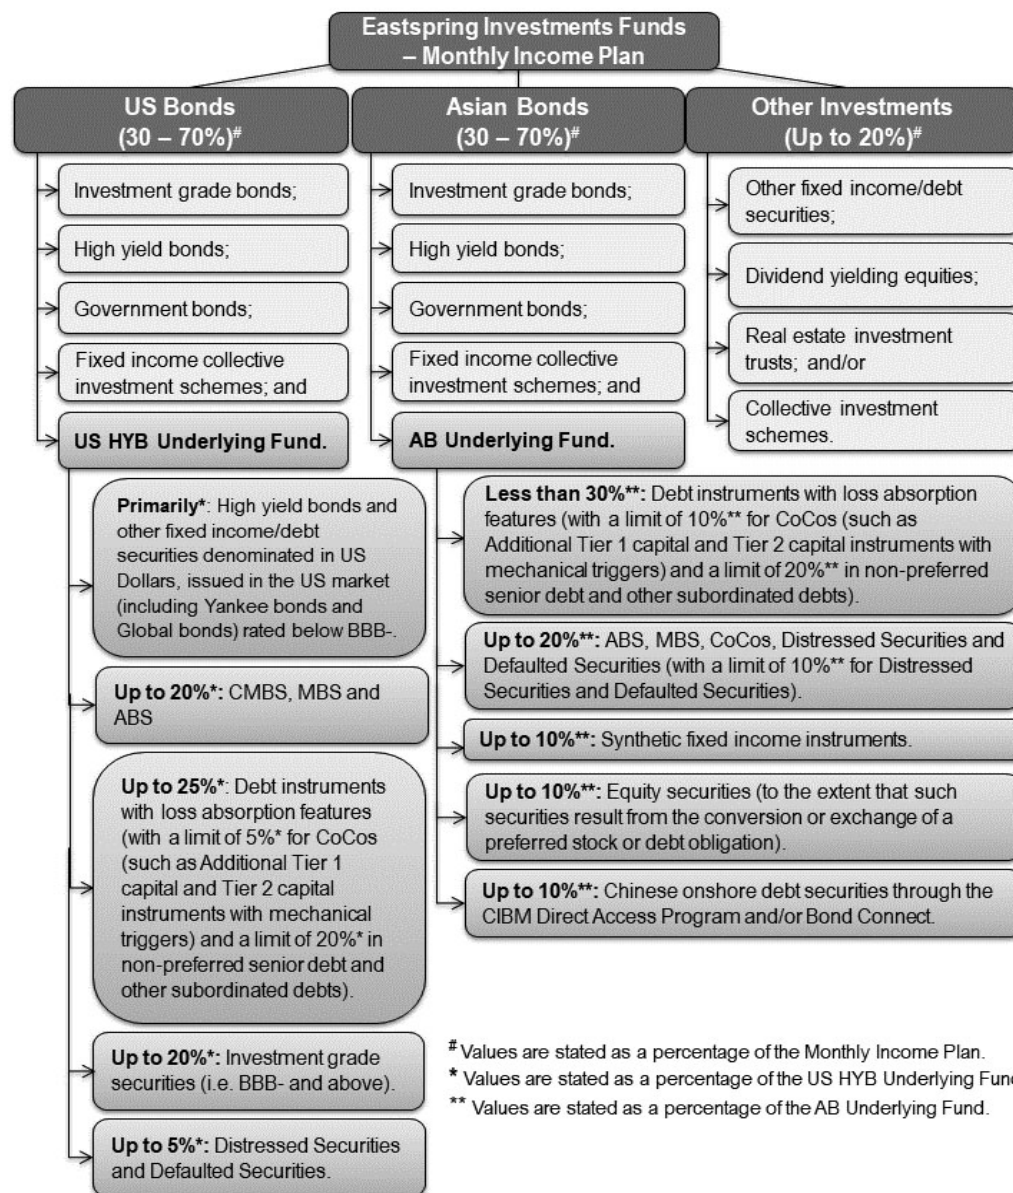 Eastspring Investments Funds
– Monthly Income Plan
US Bonds
(30 – 70%)#
Investment grade bonds;
High yield bonds;
Government bonds;
Fixed income collective
investment schemes; and
US HYB Underlying Fund.
Primarily*: High yield bonds and
other fixed income/debt
securities denominated in US
Dollars, issued in the US market
(including Yankee bonds and
Global bonds) rated below BBB-.
Up to 20%*: CMBS, MBS and
ABS
Up to 25%*: Debt instruments
with loss absorption features
(with a limit of 5%* for CoCos
(such as Additional Tier 1
capital and Tier 2 capital
instruments with mechanical
triggers) and a limit of 20%* in
non-preferred senior debt and
other subordinated debts).
Up to 20%*: Investment grade
securities (i.e. BBB- and above).
Up to 5%*: Distressed Securities
and Defaulted Securities.
Asian Bonds
(30 – 70%)#
Investment grade bonds;
High yield bonds;
Government bonds;
Fixed income collective
investment schemes; and
AB Underlying Fund.
Less than 30%**: Debt instruments with loss absorption
features (with a limit of 10%** for CoCos (such as
Additional Tier 1 capital and Tier 2 capital instruments with
mechanical triggers) and a limit of 20%** in non-preferred
senior debt and other subordinated debts).
Up to 20%**: ABS, MBS, CoCos, Distressed Securities and
Defaulted Securities (with a limit of 10%** for Distressed
Securities and Defaulted Securities).
Up to 10%**: Synthetic fixed income instruments.
Up to 10%**: Equity securities (to the extent that such
securities result from the conversion or exchange of a
preferred stock or debt obligation).
Up to 10%**: Chinese onshore debt securities through the
CIBM Direct Access Program and/or Bond Connect.
Other Investments
(Up to 20%)#
Other fixed income/debt
securities;
Dividend yielding equities;
Real estate investment
trusts; and/or
Collective investment
schemes.
# Values are stated as a percentage of the Monthly Income Plan.
* Values are stated as a percentage of the US HYB Underlying Fund
** Values are stated as a percentage of the AB Underlying Fund.